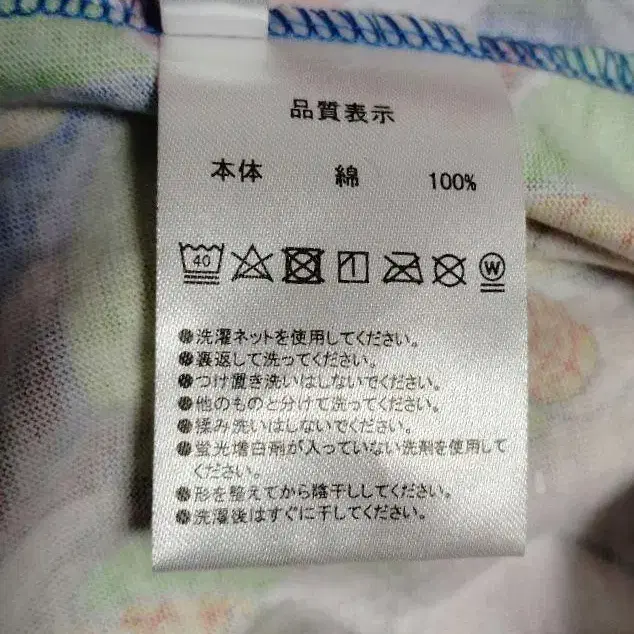 品質表示
本体 綿 100%
40 W
●洗濯ネットを使用してください。
●裏返して洗ってください。
●つけ置き洗いはしないでください。
●他のものと分けて洗ってください。
●揉み洗いはしないでください。
●蛍光増白剤が入っていない洗剤を使用して
ください。
●形を整えてから陰干ししてください。
●洗濯後はすぐに干してください。